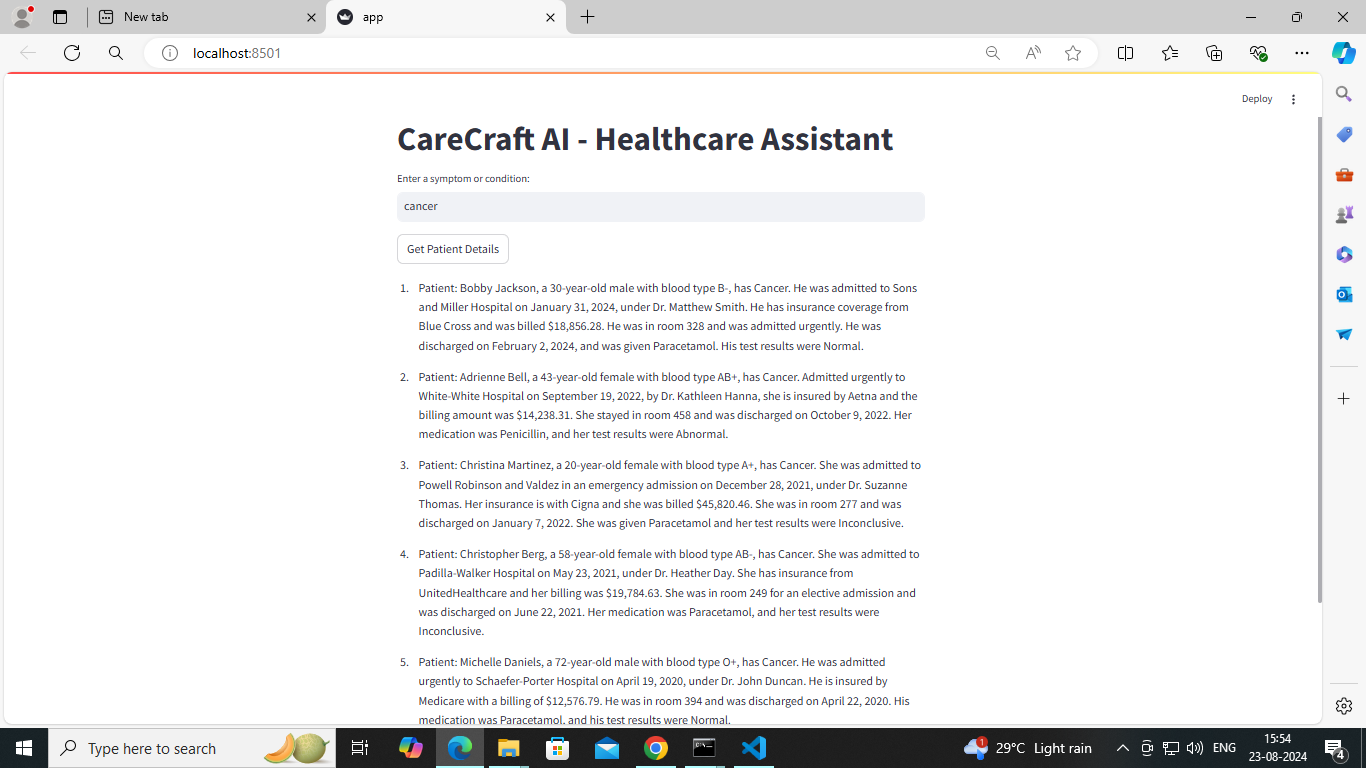 New tab
app
localhost:8501
Deploy
CareCraft AI - Healthcare Assistant
Enter a symptom or condition:
cancer
Get Patient Details
1. Patient: Bobby Jackson, a 30-year-old male with blood type B-, has Cancer. He was admitted to Sons
and Miller Hospital on January 31, 2024, under Dr. Matthew Smith. He has insurance coverage from
Blue Cross and was billed $18,856.28. He was in room 328 and was admitted urgently. He was
discharged on February 2, 2024, and was given Paracetamol. His test results were Normal.
2. Patient: Adrienne Bell, a 43-year-old female with blood type AB+, has Cancer. Admitted urgently to
White-White Hospital on September 19, 2022, by Dr. Kathleen Hanna, she is insured by Aetna and the
billing amount was $14,238.31. She stayed in room 458 and was discharged on October 9, 2022. Her
medication was Penicillin, and her test results were Abnormal.
3. Patient: Christina Martinez, a 20-year-old female with blood type A+, has Cancer. She was admitted to
Powell Robinson and Valdez in an emergency admission on December 28, 2021, under Dr. Suzanne
Thomas. Her insurance is with Cigna and she was billed $45,820.46. She was in room 277 and was
discharged on January 7, 2022. She was given Paracetamol and her test results were Inconclusive.
4. Patient: Christopher Berg, a 58-year-old female with blood type AB-, has Cancer. She was admitted to
Padilla-Walker Hospital on May 23, 2021, under Dr. Heather Day. She has insurance from
UnitedHealthcare and her billing was $19,784.63. She was in room 249 for an elective admission and
was discharged on June 22, 2021. Her medication was Paracetamol, and her test results were
Inconclusive.
5. Patient: Michelle Daniels, a 72-year-old male with blood type O+, has Cancer. He was admitted
urgently to Schaefer-Porter Hospital on April 19, 2020, under Dr. John Duncan. He is insured by
Medicare with a billing of $12,576.79. He was in room 394 and was discharged on April 22, 2020. His
medication was Paracetamol, and his test results were Normal.
Type here to search
1
29°C Light rain
ENG
15:54
23-08-2024
4